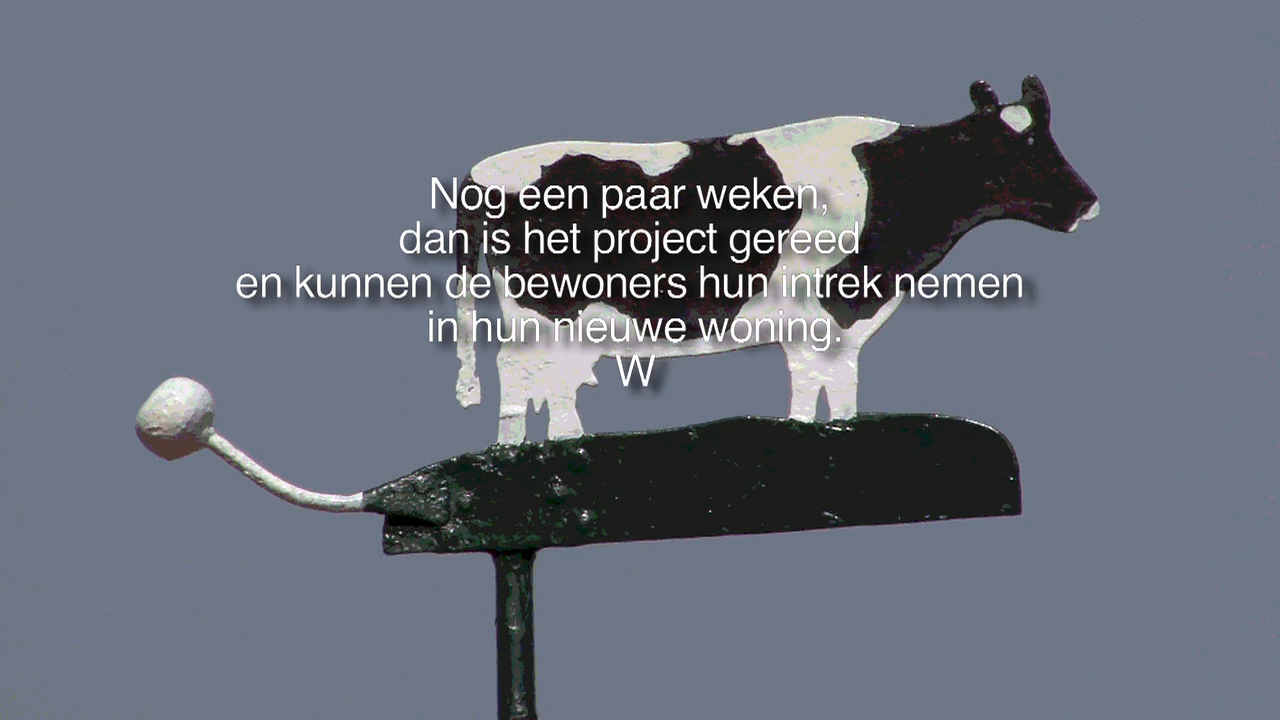 Nog een paar weken,
dan is het project gereed
en kunnen de bewoners hun intrek nemen
in hun nieuwe woning.
W